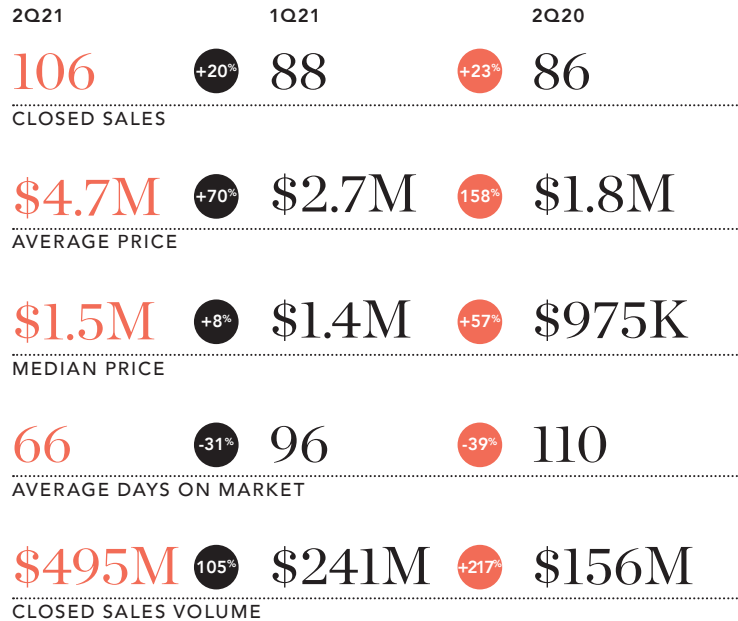 2Q21 1Q21 2Q20
106 +20% 88 +23% 86
CLOSED SALES
$4.7M +70% $2.7M 158% $1.8M
AVERAGE PRICE
$1.5M +8% $1.4M +57% $975K
MEDIAN PRICE
66 -31% 96 -39% 110
AVERAGE DAYS ON MARKET
$495M 105% $241M +217% $156M
CLOSED SALES VOLUME